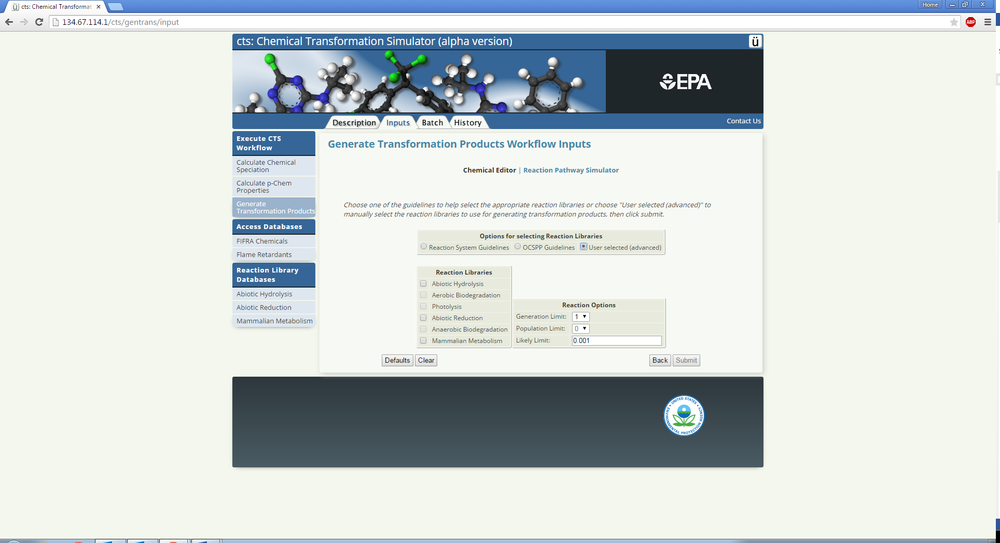 cts: Chemical Transformat
Home
134.67.114.1/cts/gentrans/input
ABP
cts: Chemical Transformation Simulator (alpha version)
ü
EPA
Description
Inputs
Batch
History
Contact Us
Execute CTS
Workflow
Calculate Chemical
Speciation
Calculate p-Chem
Properties
Generate
Transformation Products
Access Databases
FIFRA Chemicals
Flame Retardants
Reaction Library
Databases
Abiotic Hydrolysis
Abiotic Reduction
Mammalian Metabolism
Generate Transformation Products Workflow Inputs
Chemical Editor | Reaction Pathway Simulator
Choose one of the guidelines to help select the appropriate reaction libraries or choose "User selected (advanced)" to
manually select the reaction libraries to use for generating transformation products, then click submit.
Options for selecting Reaction Libraries
Reaction System Guidelines
OCSPP Guidelines
User selected (advanced)
Reaction Libraries
Abiotic Hydrolysis
Aerobic Biodegradation
Photolysis
Abiotic Reduction
Anaerobic Biodegradation
Mammalian Metabolism
Reaction Options
Generation Limit: 1
Population Limit: 0
Likely Limit: 0.001
Defaults
Clear
Back
Submit
UNITED STATES
ENVIRONMENTAL PROTECTION AGENCY